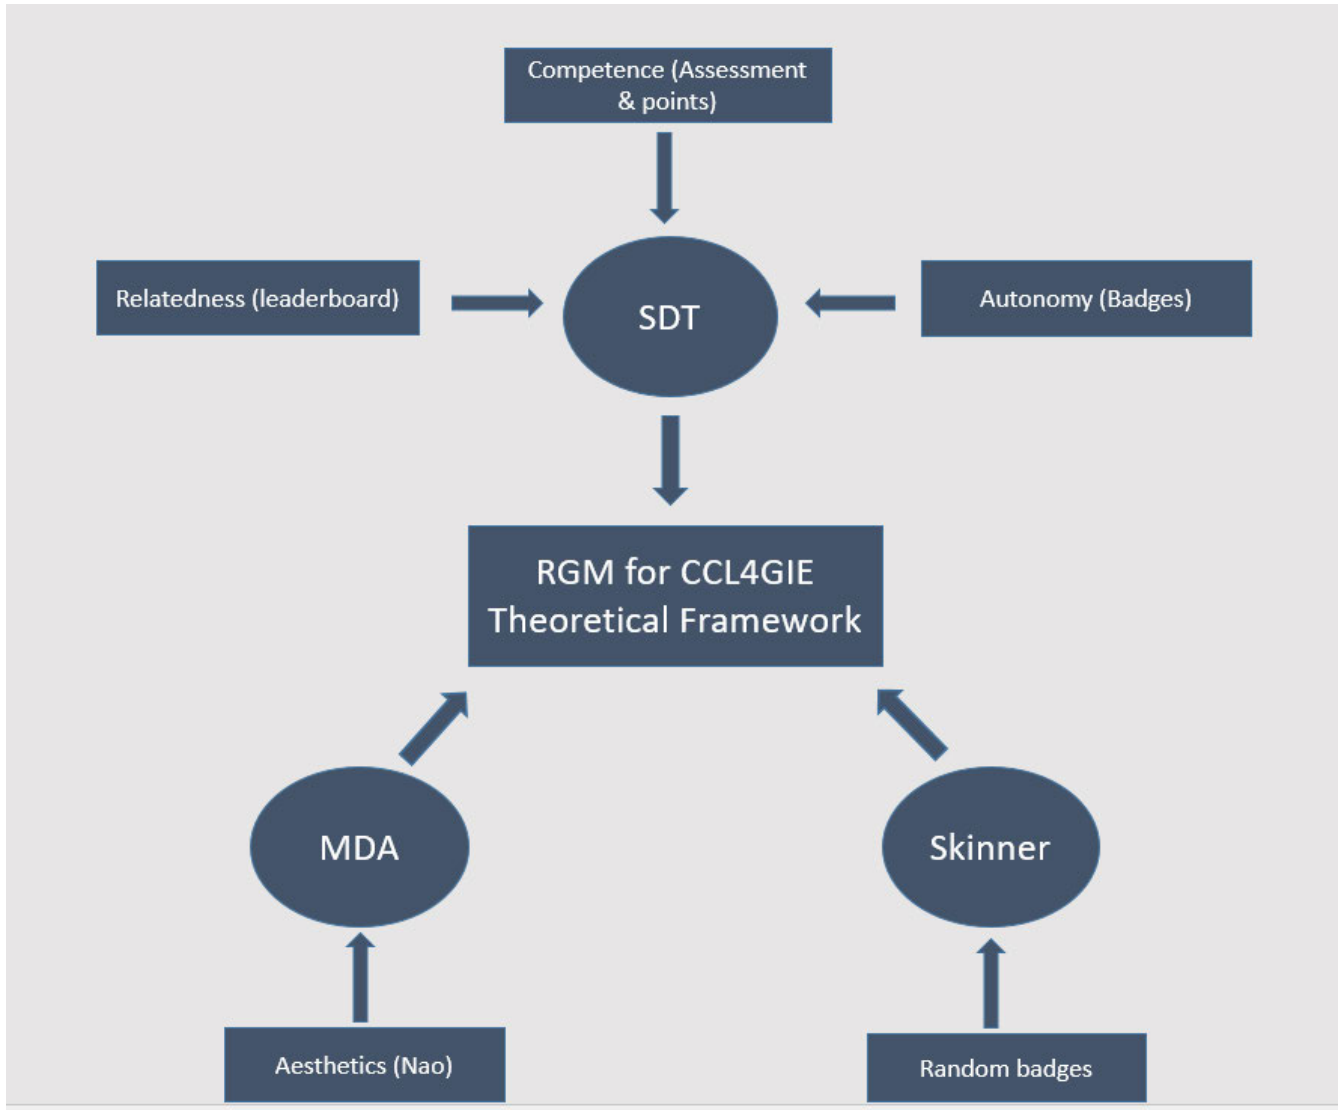 Competence (Assessment
& points)
Relatedness (leaderboard)
SDT
Autonomy (Badges)
RGM for CCL4GIE
Theoretical Framework
MDA
Skinner
Aesthetics (Nao)
Random badges